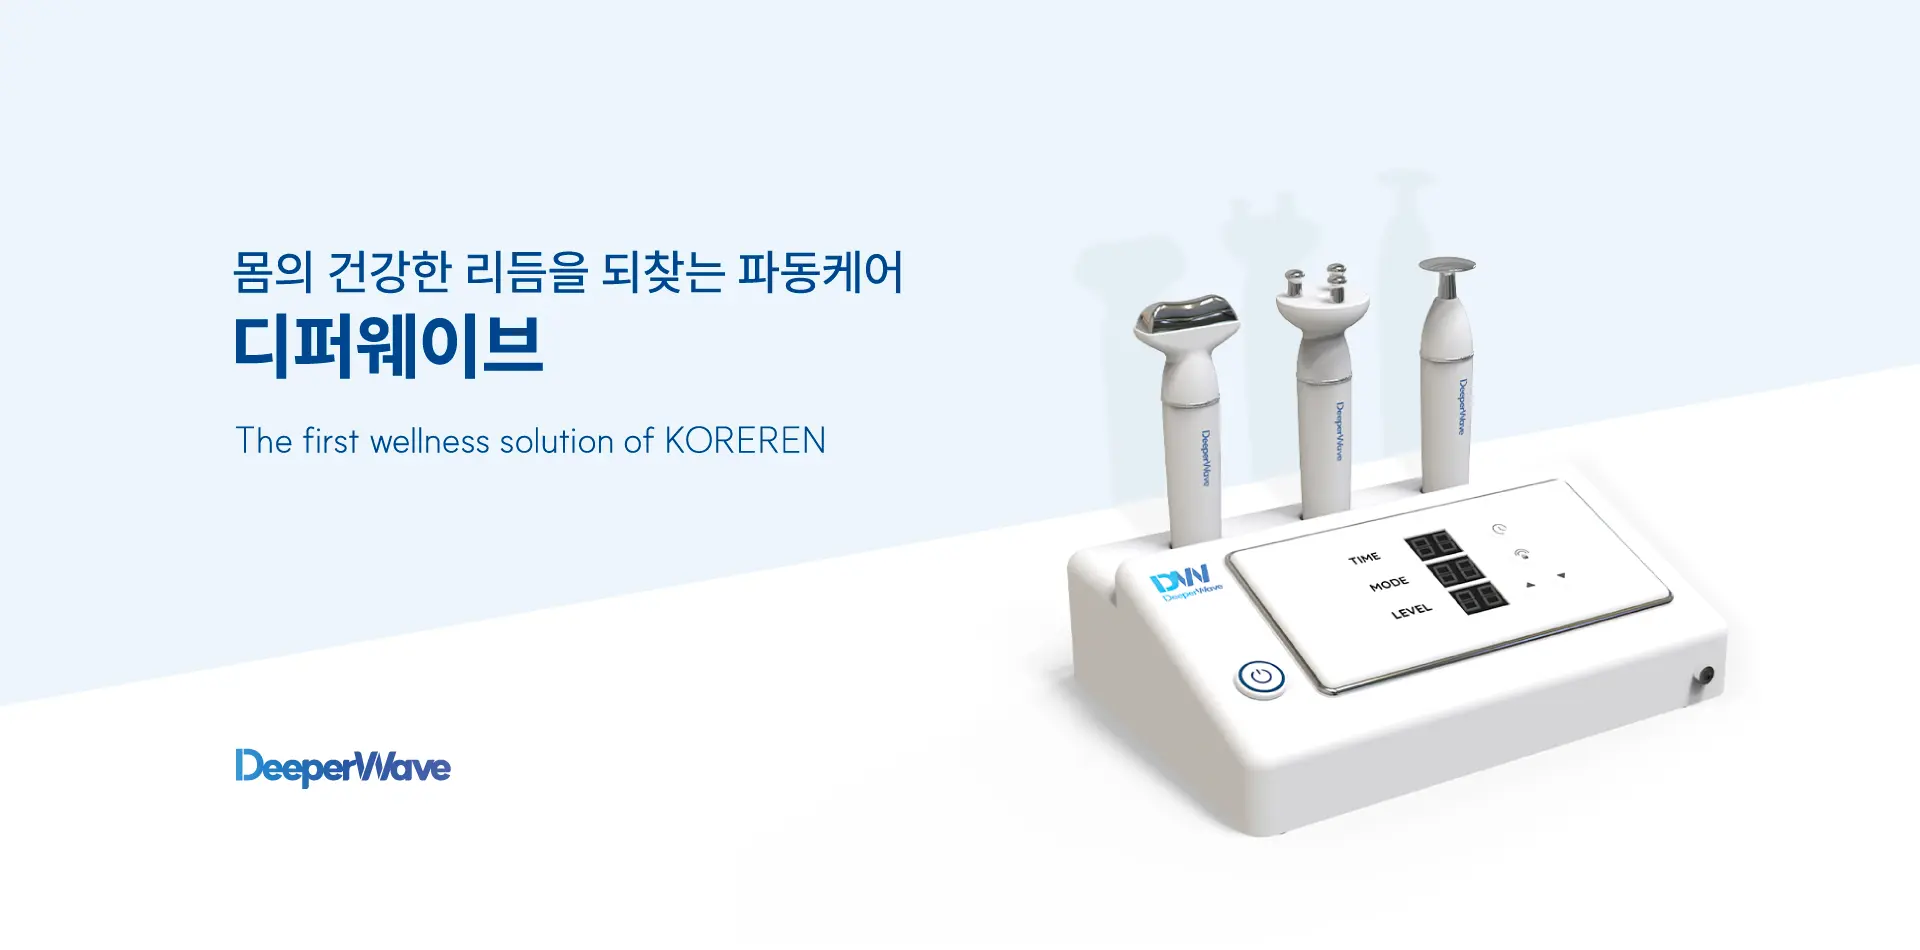 몸의 건강한 리듬을 되찾는 파동케어
디퍼웨이브
The first wellness solution of KOREREN
DeeperWave
DeeperWave
DeeperWave
DeeperWave
DW
DeeperWave
TIME
MODE
LEVEL